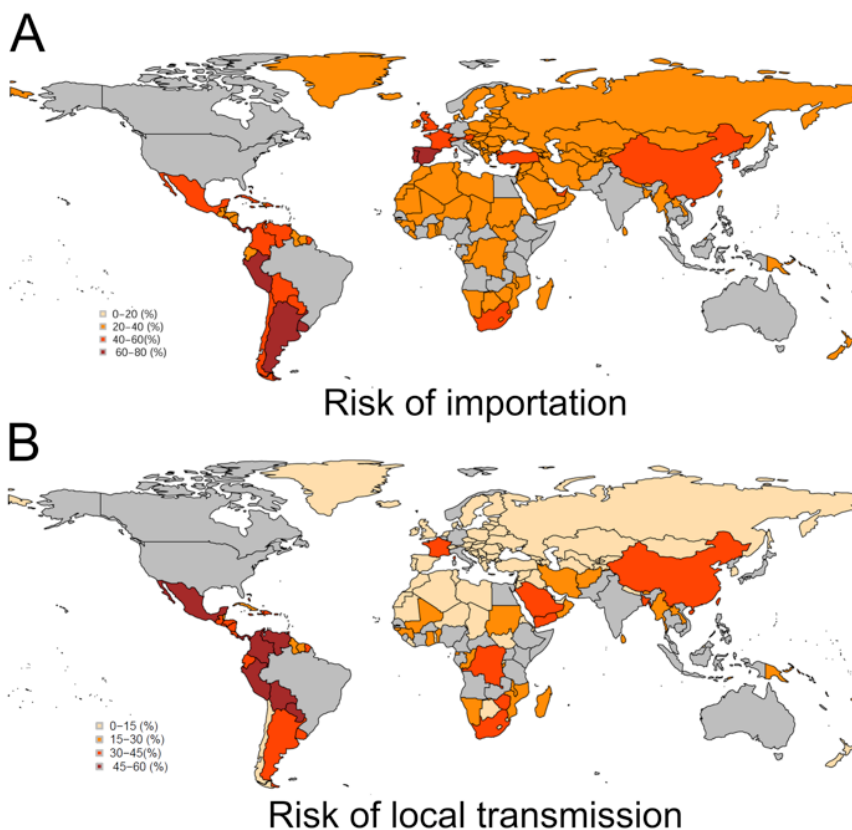 A
0−20 (%)
20−40 (%)
40−60(%)
60−80 (%)
Risk of importation
B
0−15 (%)
15−30 (%)
30−45(%)
45−60 (%)
Risk of local transmission